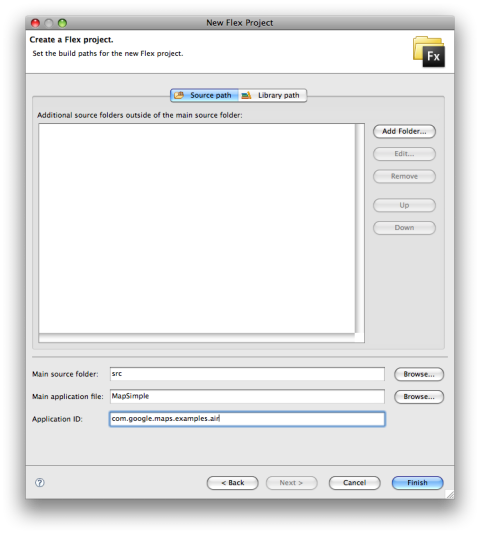 New Flex Project
Create a Flex project.
Set the build paths for the new Flex project.
Fx
Source path Library path
Additional source folders outside of the main source folder:
Add Folder...
Edit...
Remove
Up
Down
Main source folder: src Browse...
Main application file: MapSimple Browse...
Application ID: com.google.maps.examples.air
? < Back Next > Cancel Finish